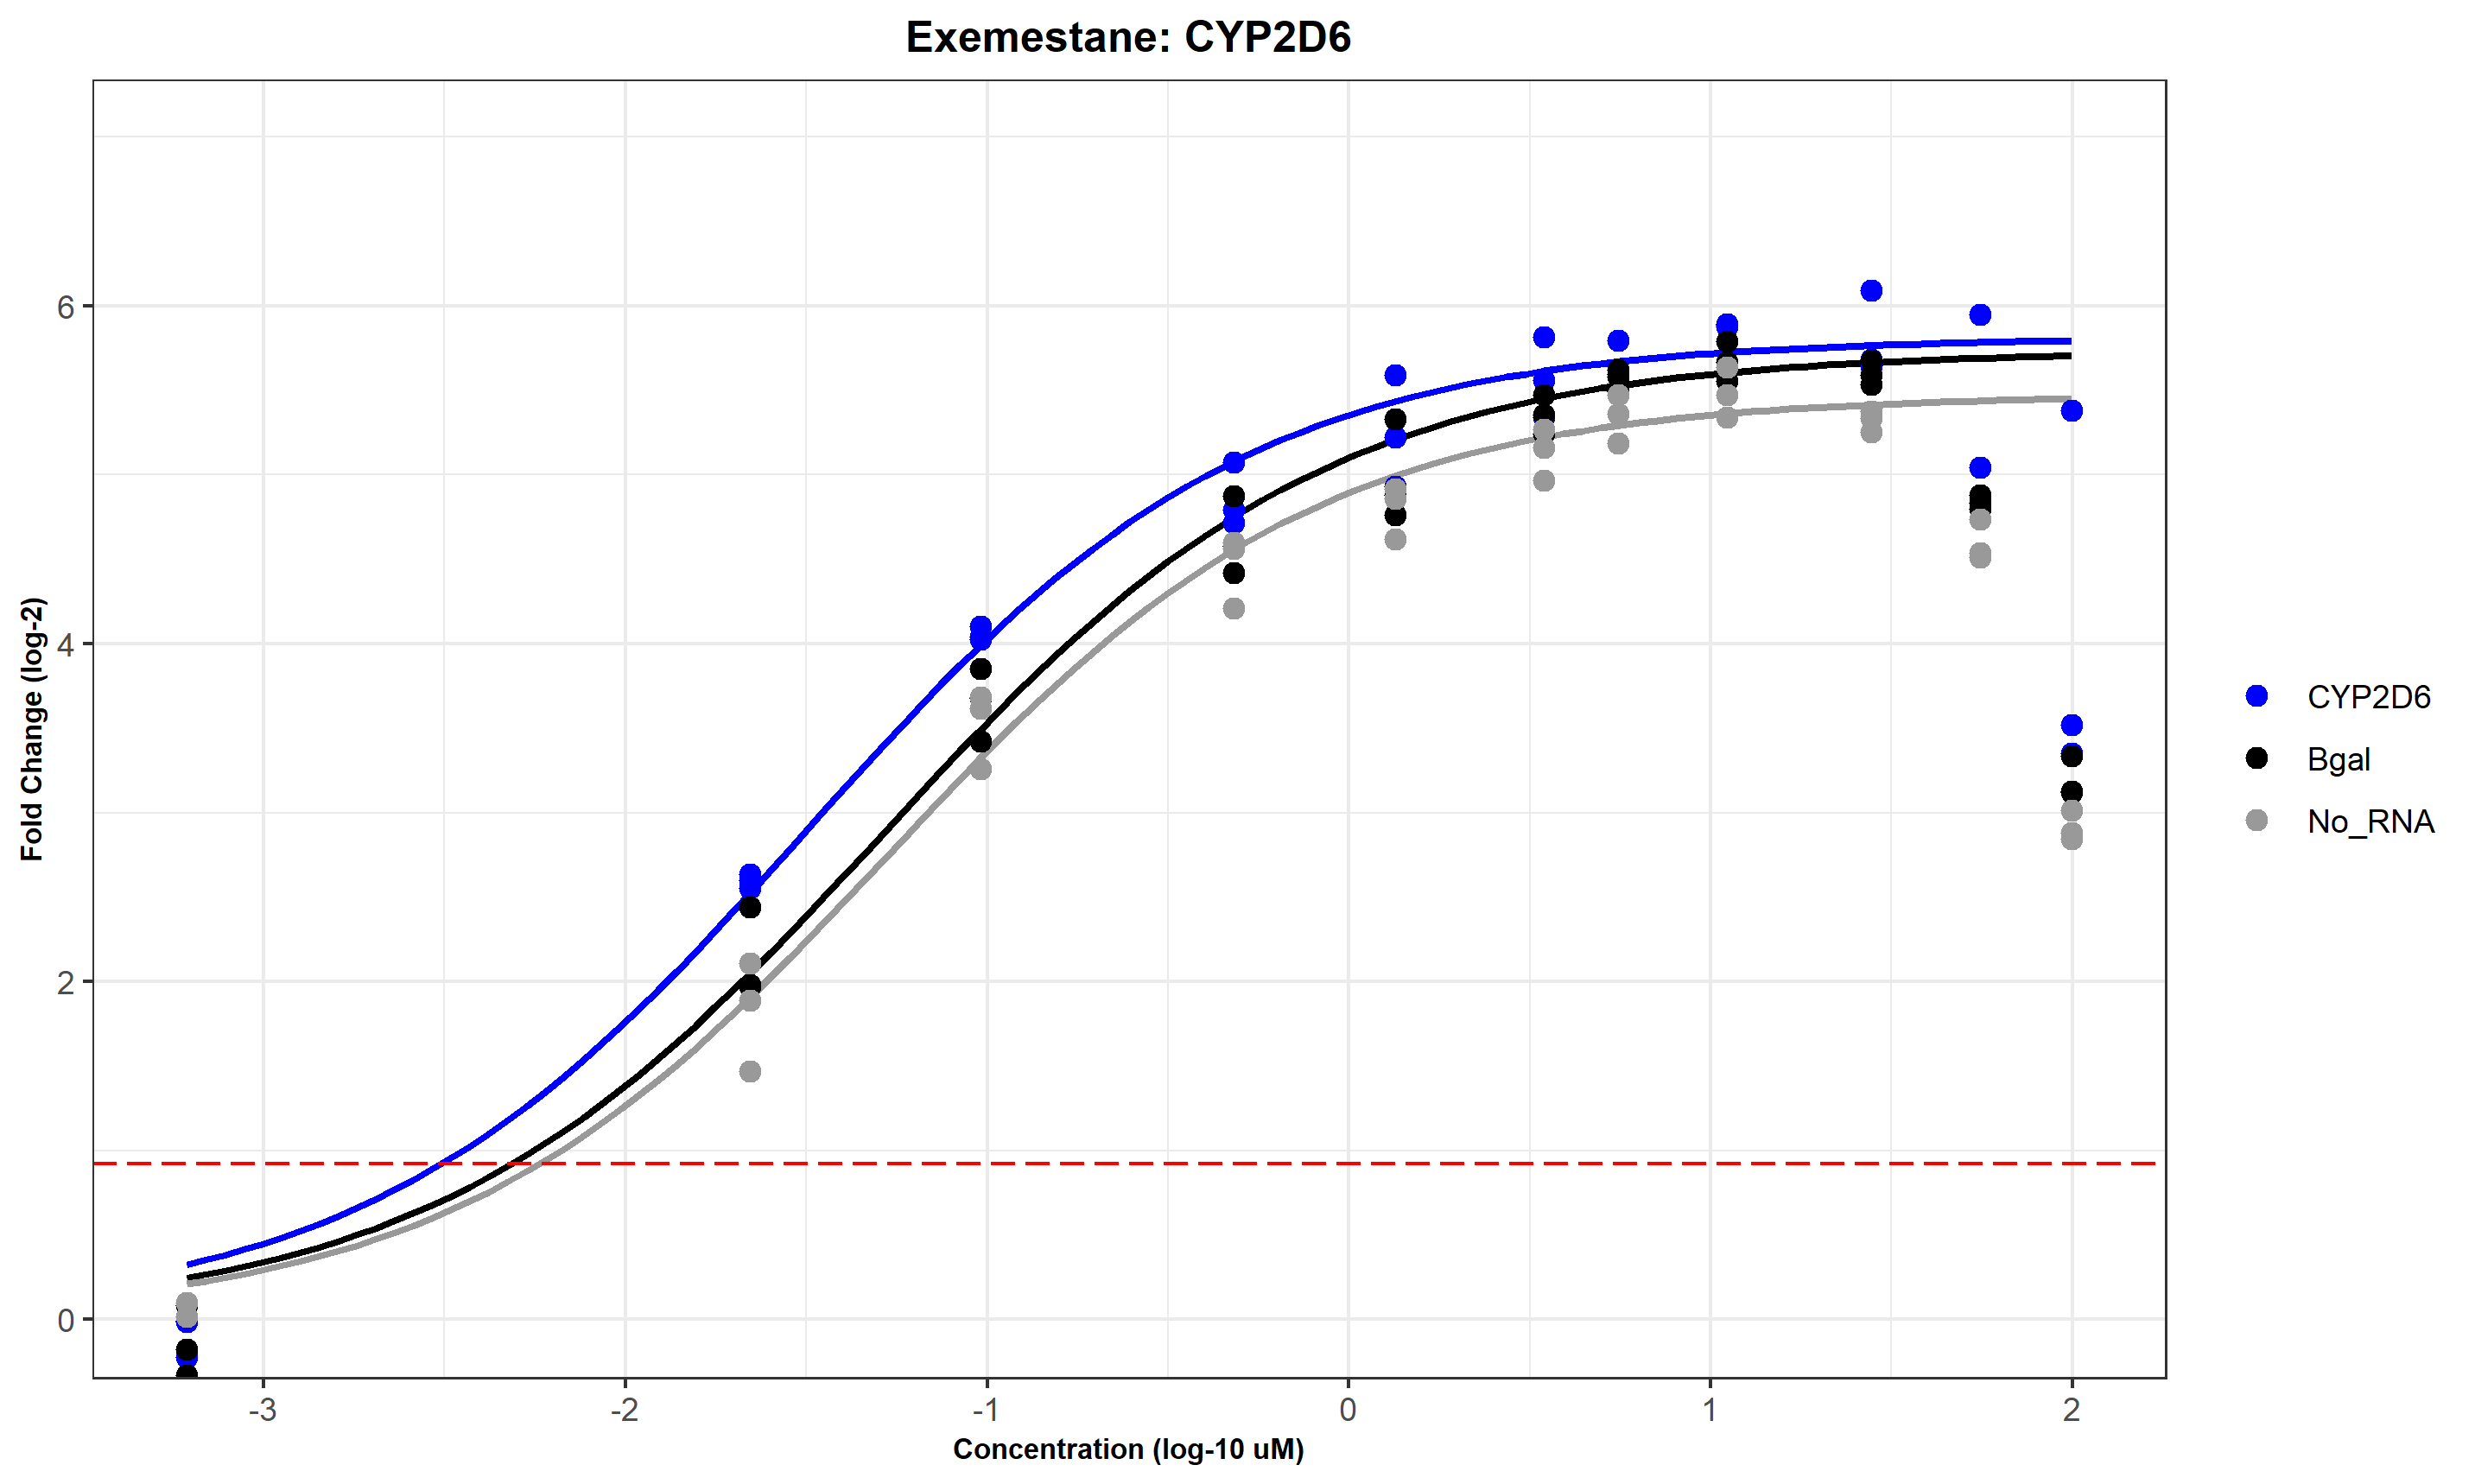 Exemestane: CYP2D6
Fold Change (log-2)
6
4
2
0
-3
-2
-1
0
1
2
Concentration (log-10 uM)
CYP2D6
Bgal
No_RNA